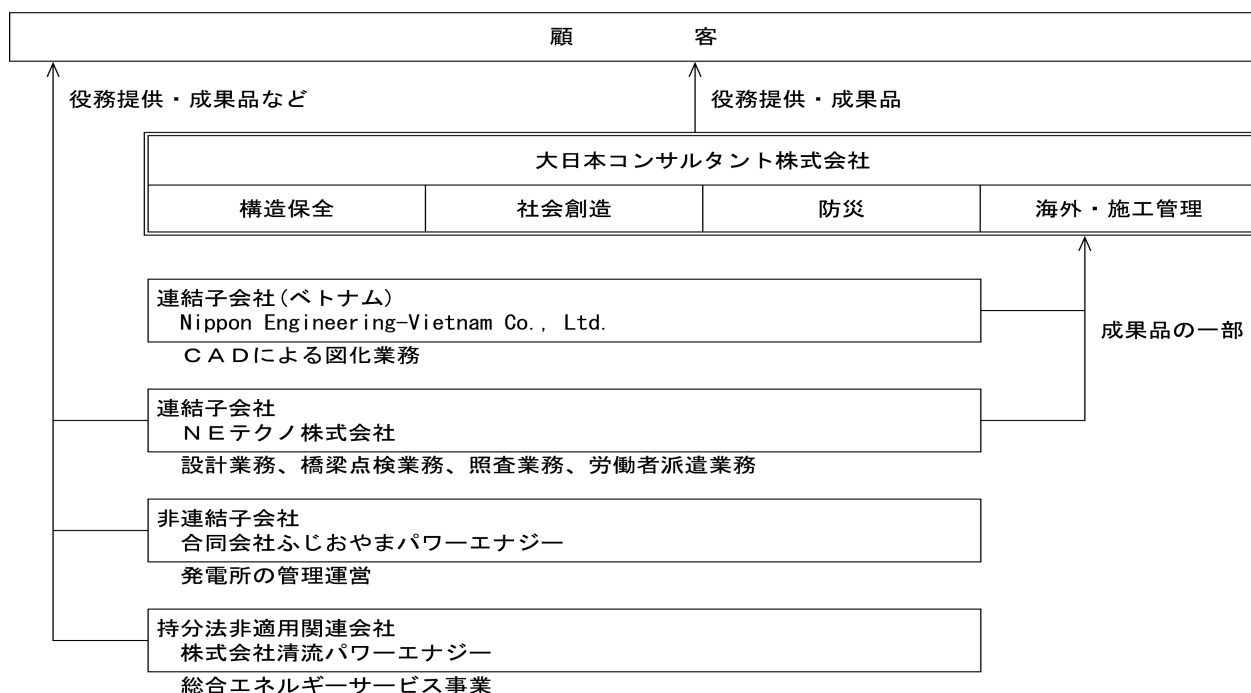 顧　客
役務提供・成果品など
役務提供・成果品
大日本コンサルタント株式会社
構造保全
社会創造
防災
海外・施工管理
連結子会社(ベトナム)
Nippon Engineering-Vietnam Co., Ltd.
成果品の一部
ＣＡＤによる図化業務
連結子会社
ＮＥテクノ株式会社
設計業務、橋梁点検業務、照査業務、労働者派遣業務
非連結子会社
合同会社ふじおやまパワーエナジー
発電所の管理運営
持分法非適用関連会社
株式会社清流パワーエナジー
総合エネルギーサービス事業